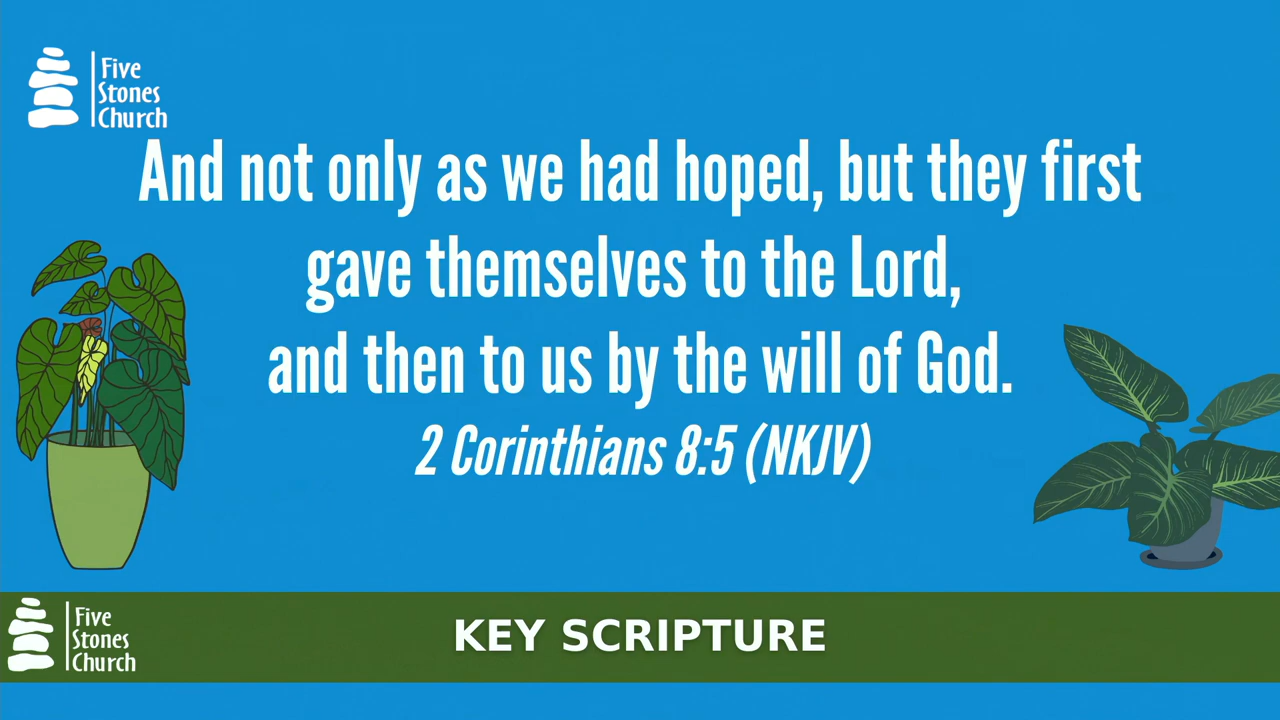 Five
Stones
Church
And not only as we had hoped, but they first
gave themselves to the Lord,
and then to us by the will of God.
2 Corinthians 8:5 (NKJV)
Five
Stones
Church
KEY SCRIPTURE